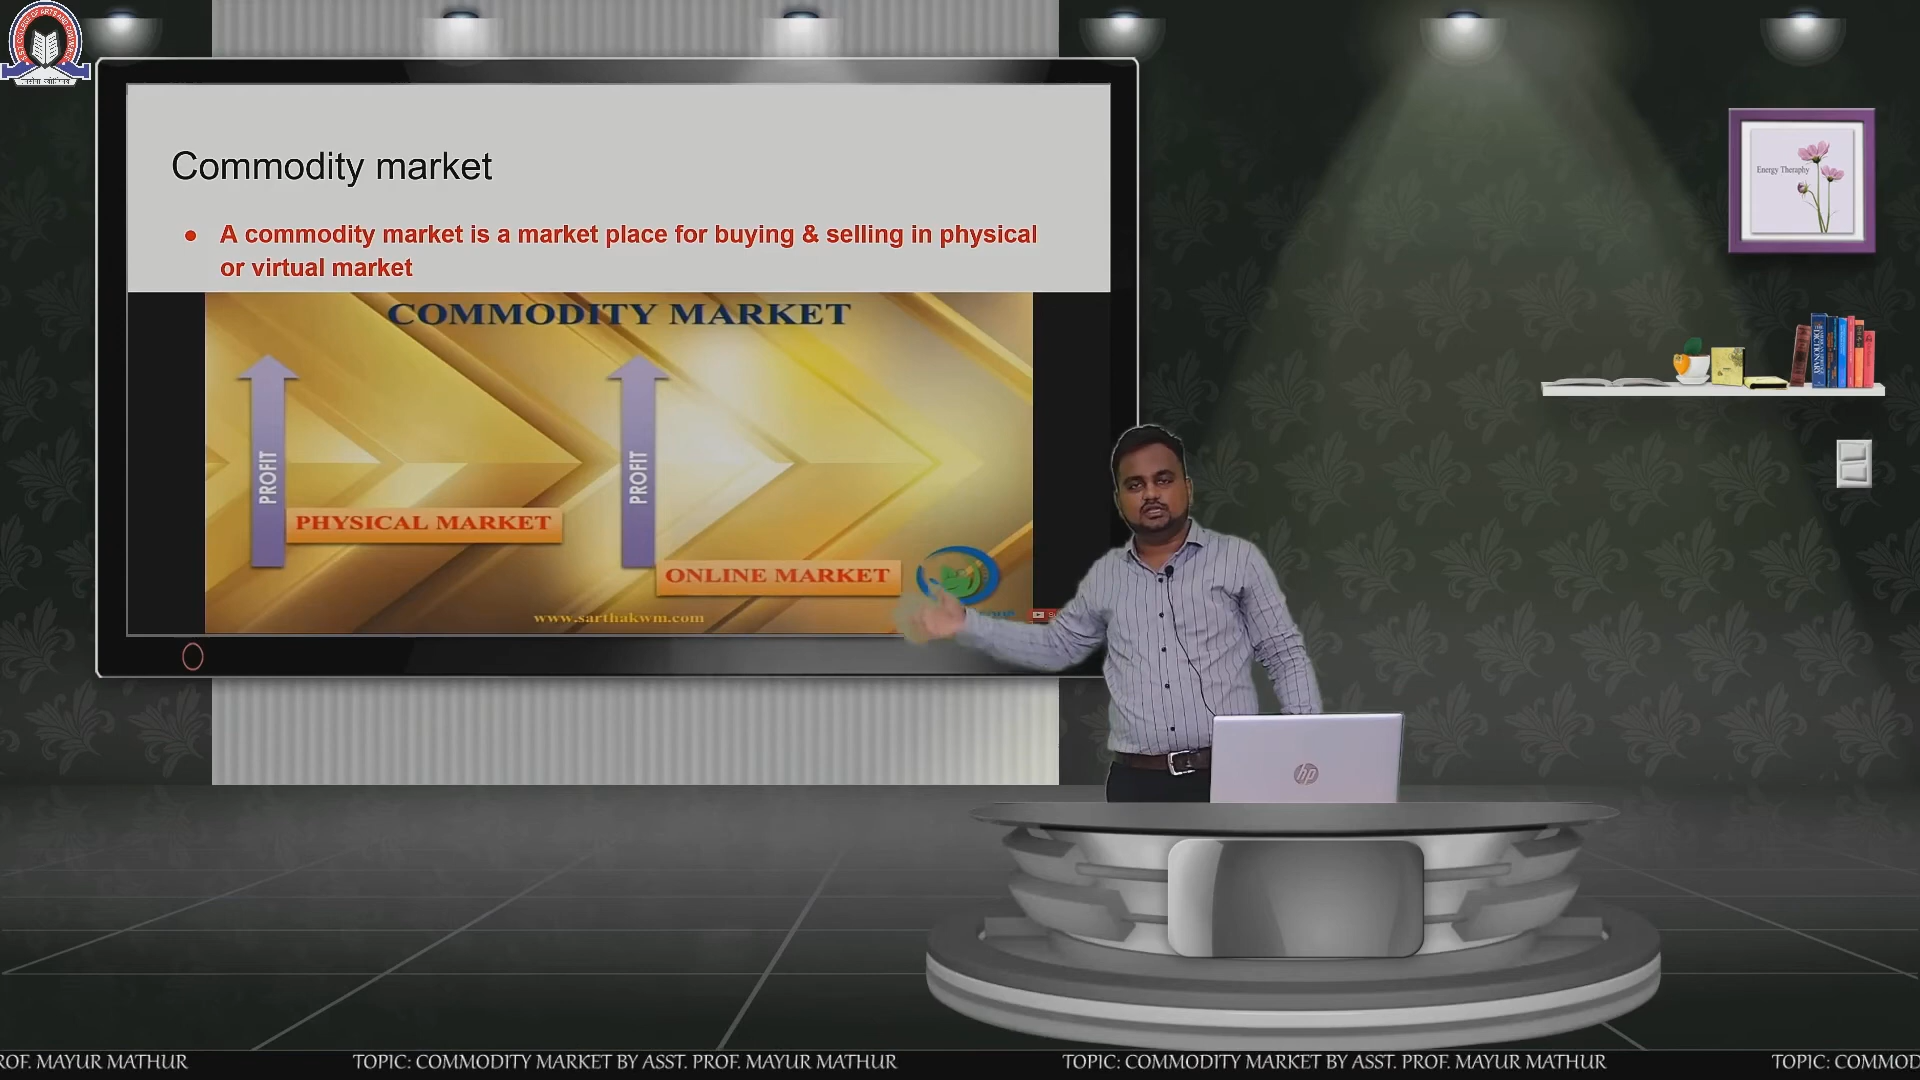 Commodity market
● A commodity market is a market place for buying & selling in physical
or virtual market
COMMODITY MARKET
PROFIT
PHYSICAL MARKET
PROFIT
ONLINE MARKET
www.sarthakwm.com
Energy Theraphy
DICTIONARY
hp
ROF. MAYUR MATHUR
TOPIC: COMMODITY MARKET BY ASST. PROF. MAYUR MATHUR
TOPIC: COMMODITY MARKET BY ASST. PROF. MAYUR MATHUR
TOPIC: COMMOD